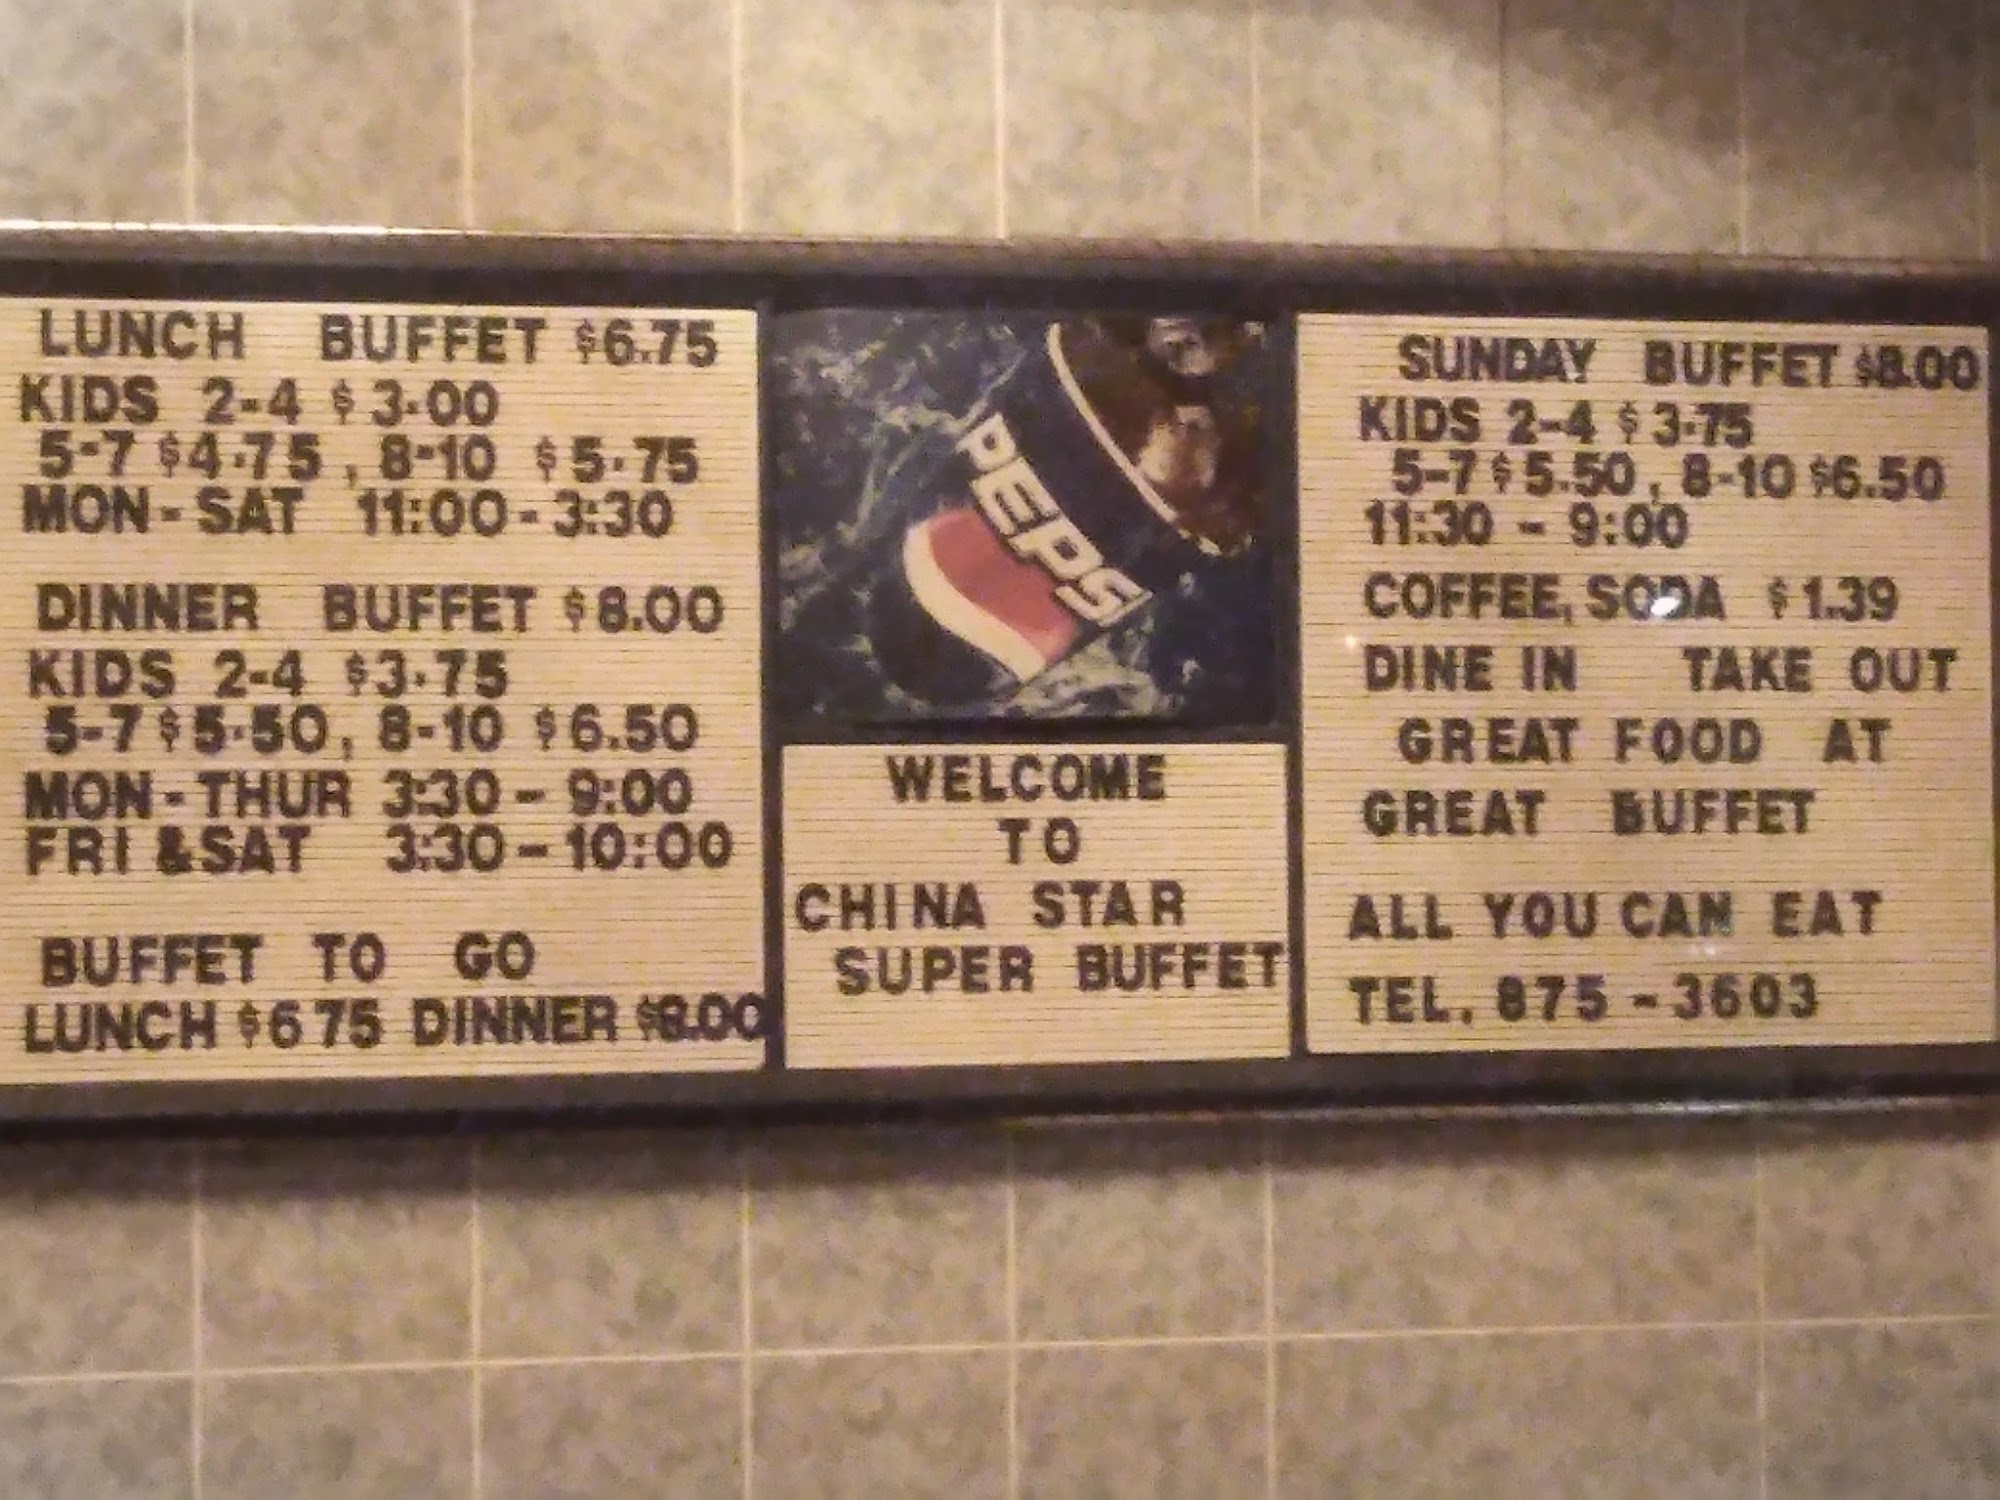 LUNCH BUFFET $6.75
KIDS 2-4 $3.00
5-7 $4.75, 8-10 $5.75
MON-SAT 11:00-3:30
DINNER BUFFET $8.00
KIDS 2-4 $3.75
5-7 $5.50, 8-10 $6.50
MON-THUR 3:30-9:00
FRI &SAT 3:30-10:00
BUFFET TO GO
LUNCH $6 75 DINNER $8.00
PEPSI
WELCOME
TO
CHINA STAR
SUPER BUFFET
SUNDAY BUFFET $8.00
KIDS 2-4 $3.75
5-7 $5.50, 8-10 $6.50
11:30 - 9:00
COFFEE, SODA $1.39
DINE IN TAKE OUT
GREAT FOOD AT
GREAT BUFFET
ALL YOU CAN EAT
TEL. 875-3603